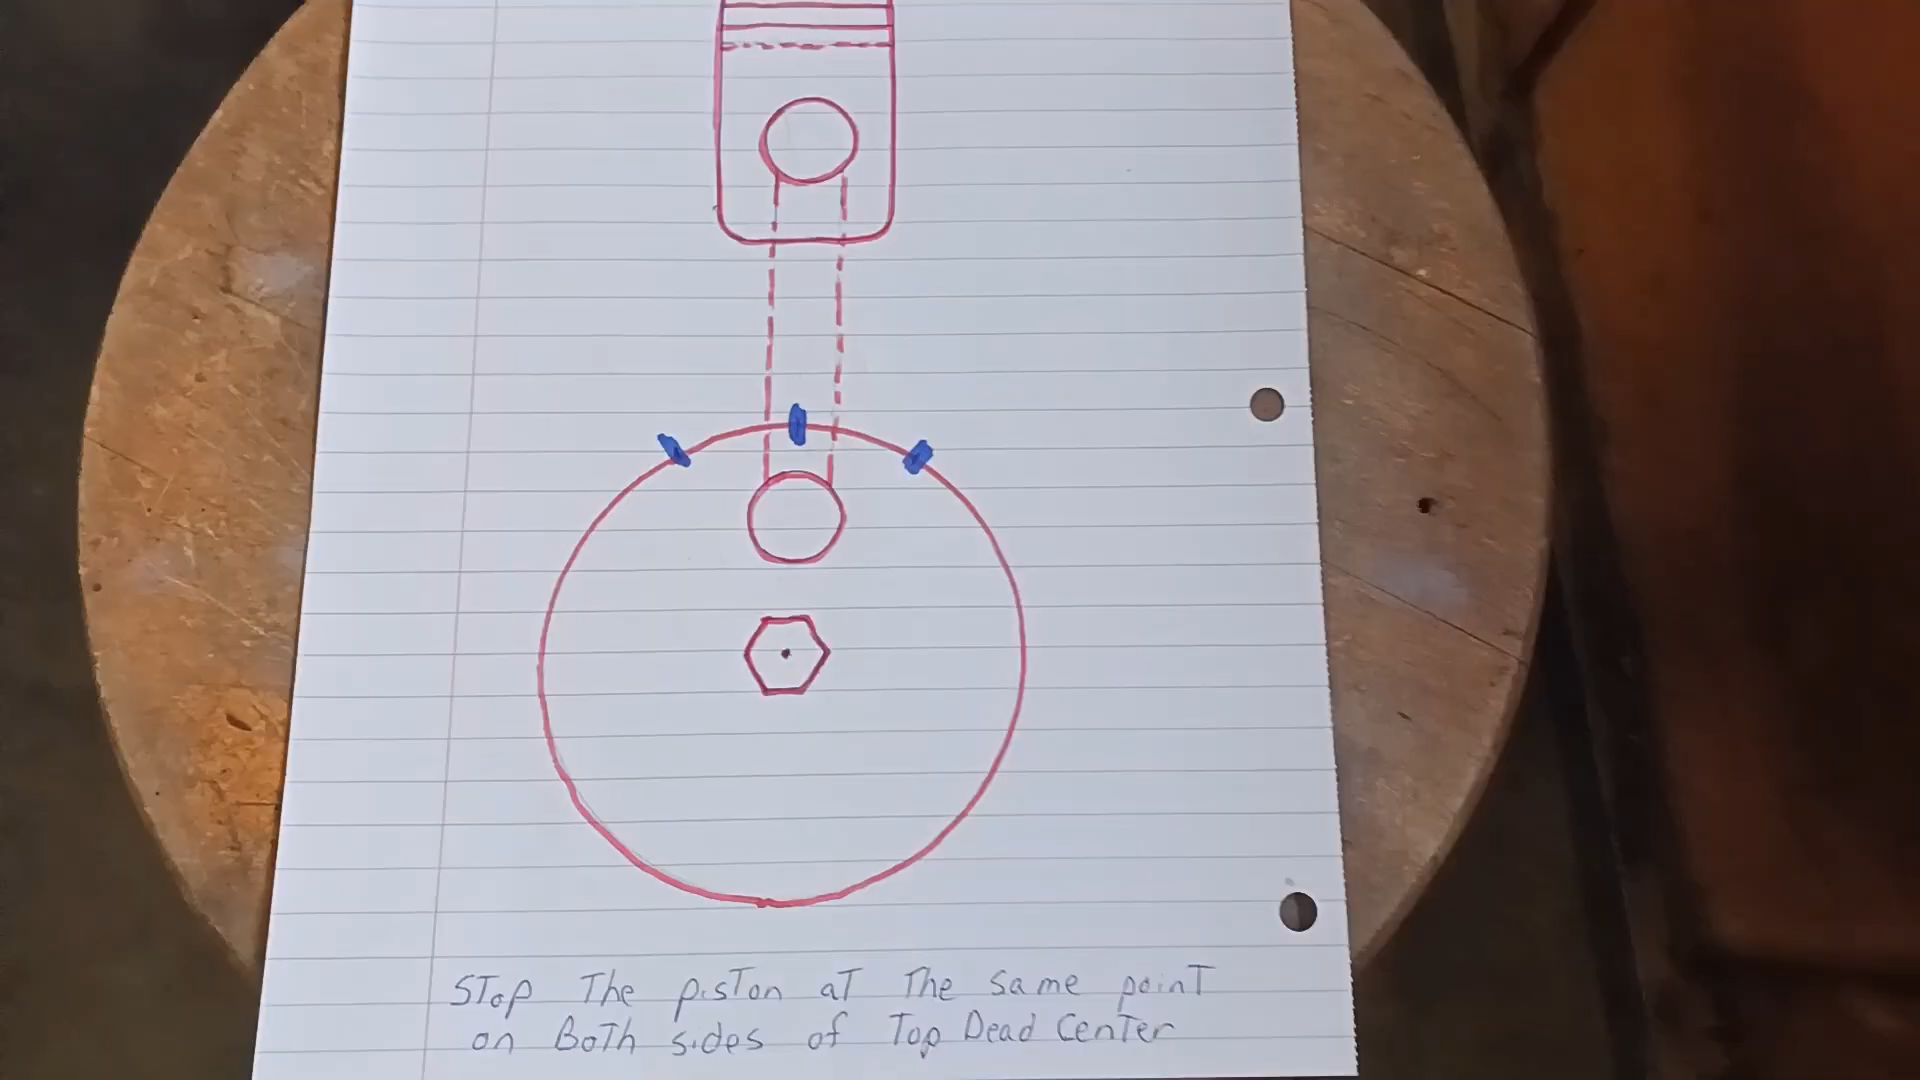 STOP The piston at The same point
on Both sides of Top Dead Center